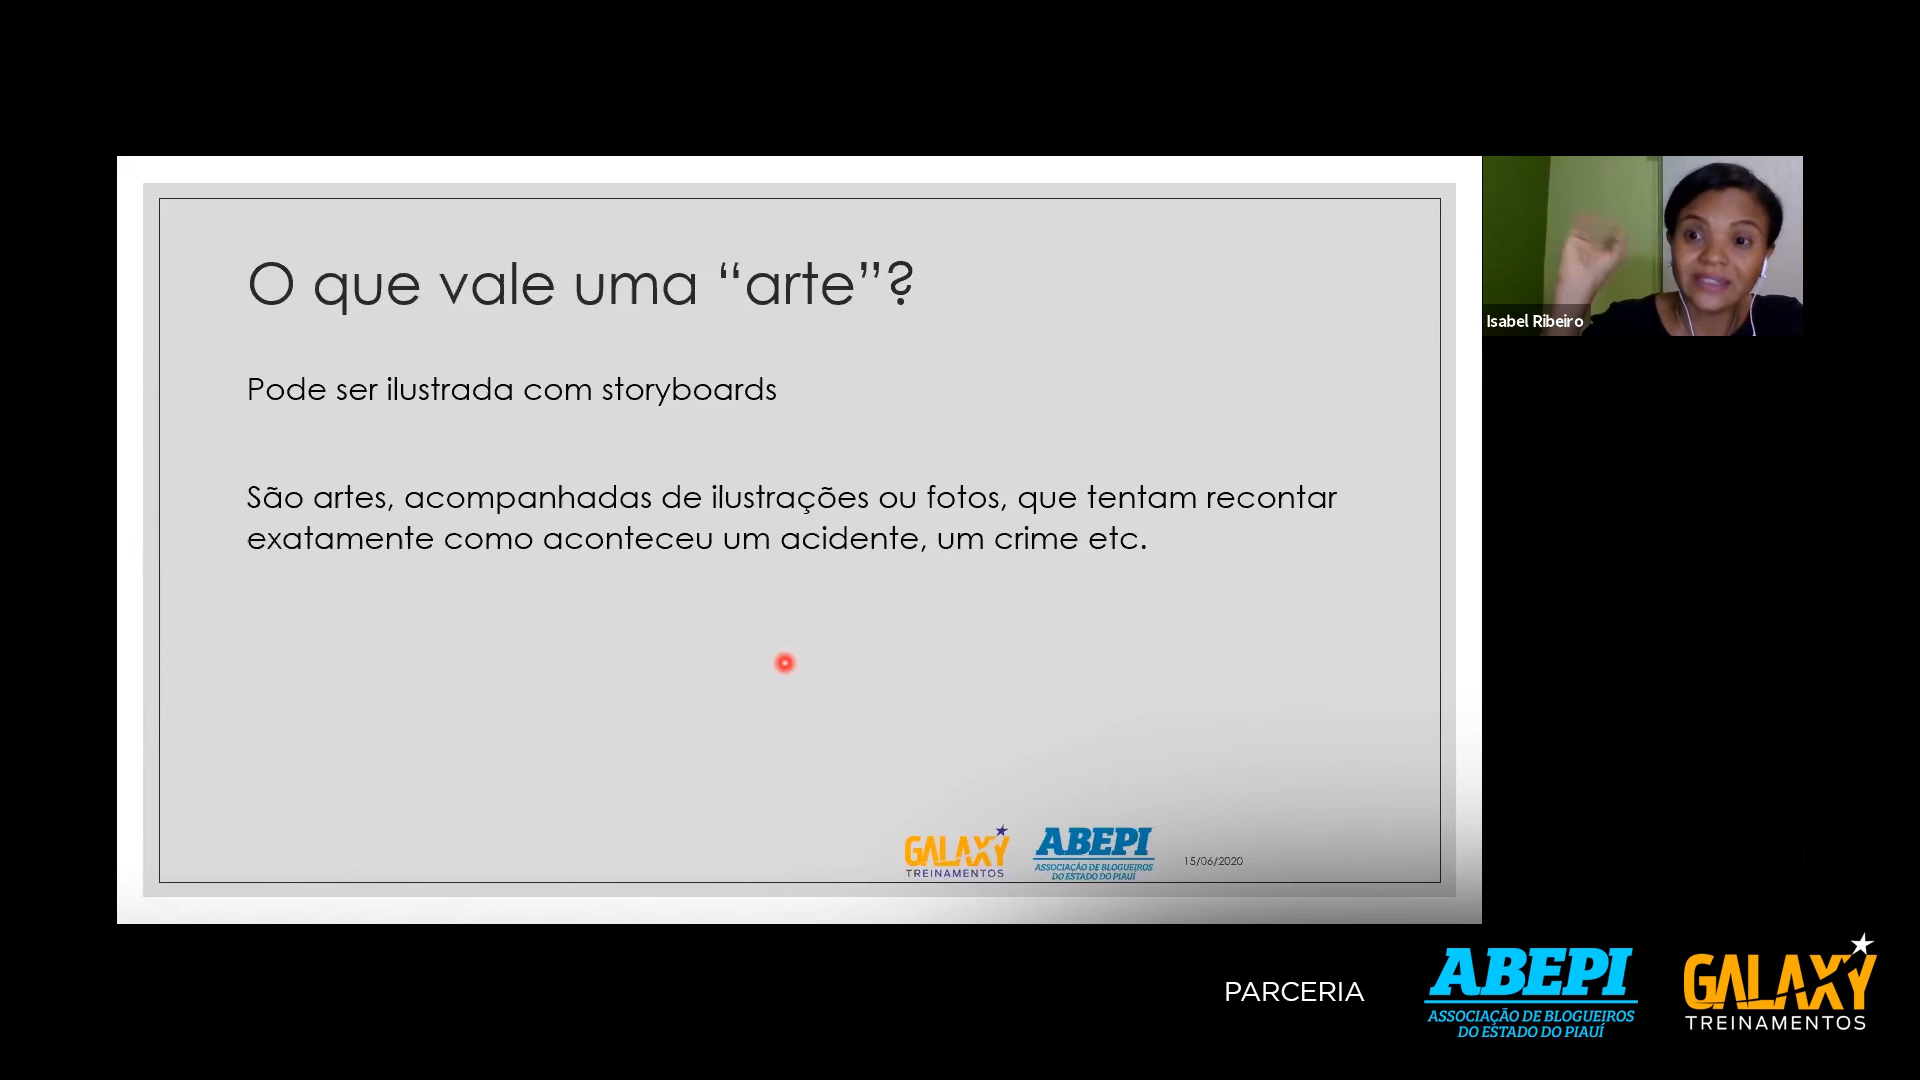 O que vale uma “arte”?
Pode ser ilustrada com storyboards
São artes, acompanhadas de ilustrações ou fotos, que tentam recontar
exatamente como aconteceu um acidente, um crime etc.
GALAXY
TREINAMENTOS
ABEPI
ASSOCIAÇÃO DE BLOGUEIROS
DO ESTADO DO PIAUÍ
15/06/2020
Isabel Ribeiro
PARCERIA
ABEPI
ASSOCIAÇÃO DE BLOGUEIROS
DO ESTADO DO PIAUÍ
GALAXY
TREINAMENTOS